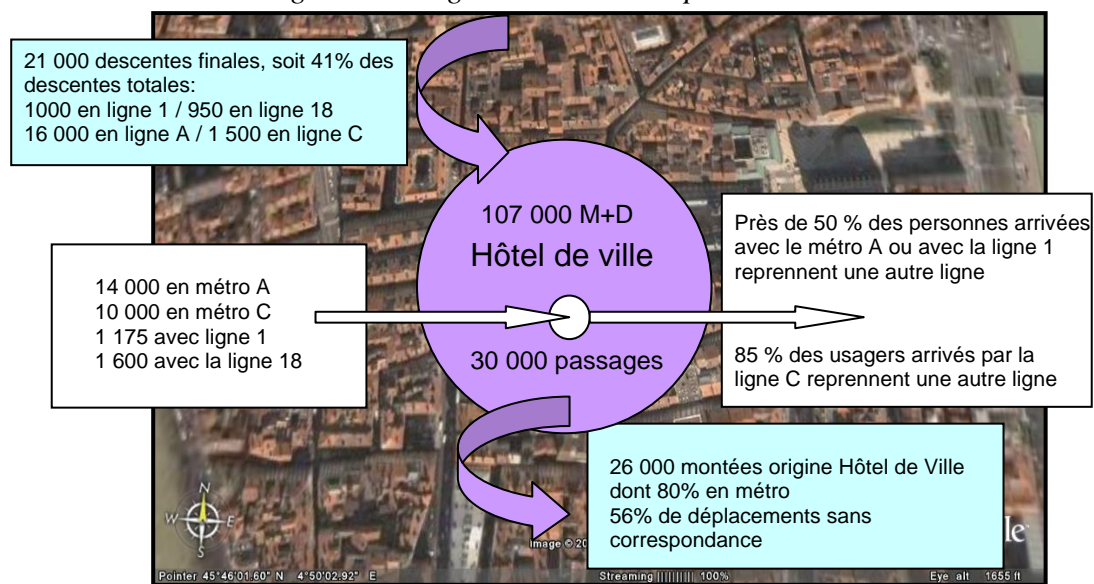 21 000 descentes finales, soit 41% des
descentes totales:
1000 en ligne 1 / 950 en ligne 18
16 000 en ligne A / 1 500 en ligne C
107 000 M+D
Hôtel de ville
30 000 passages
14 000 en métro A
10 000 en métro C
1 175 avec ligne 1
1 600 avec la ligne 18
Près de 50 % des personnes arrivées
avec le métro A ou avec la ligne 1
reprennent une autre ligne
85 % des usagers arrivés par la
ligne C reprennent une autre ligne
26 000 montées origine Hôtel de Ville
dont 80% en métro
56% de déplacements sans
correspondance
N
W E
S
Image © 20
le
Pointer 45°46'01.60" N 4°50'02.92" E Streaming |||||||||| 100% Eye alt 1655 ft